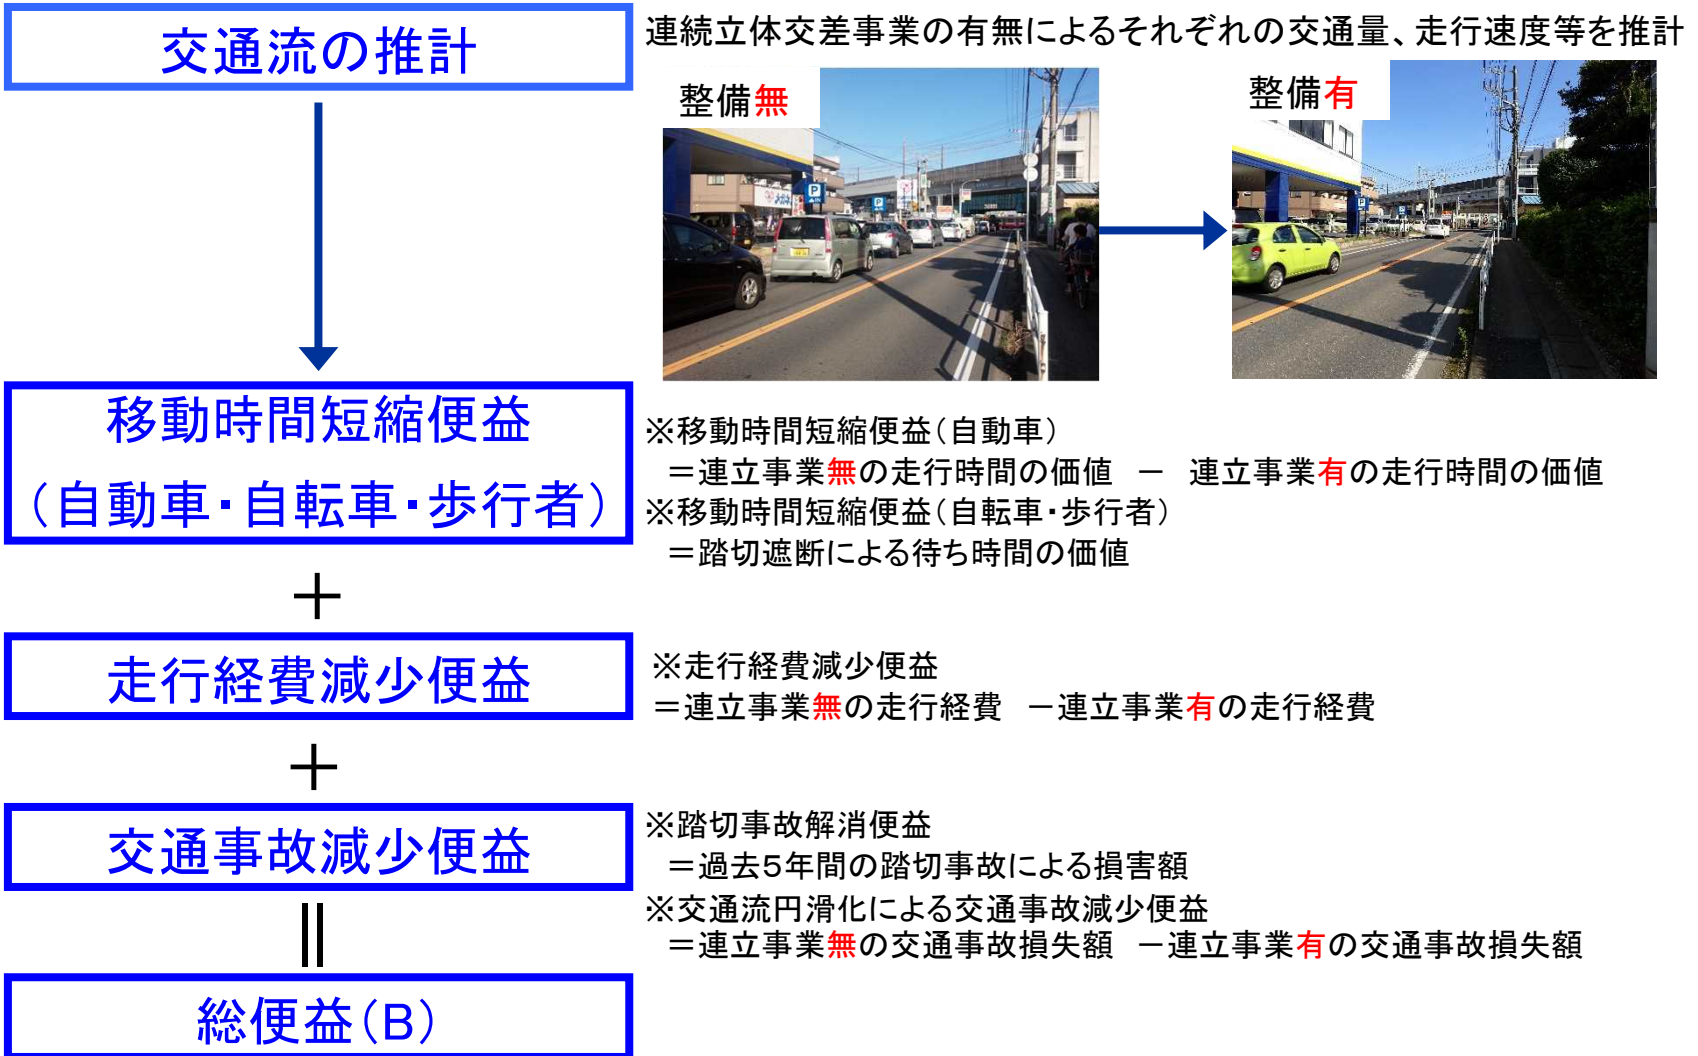 交通流の推計
連続立体交差事業の有無によるそれぞれの交通量、走行速度等を推計
整備無
整備有
P
P
移動時間短縮便益
（自動車・自転車・歩行者）
※移動時間短縮便益（自動車）
＝連立事業無の走行時間の価値 － 連立事業有の走行時間の価値
※移動時間短縮便益（自転車・歩行者）
＝踏切遮断による待ち時間の価値
＋
走行経費減少便益
※走行経費減少便益
＝連立事業無の走行経費 －連立事業有の走行経費
＋
交通事故減少便益
※踏切事故解消便益
＝過去５年間の踏切事故による損害額
※交通流円滑化による交通事故減少便益
＝連立事業無の交通事故損失額 －連立事業有の交通事故損失額
||
総便益（B）